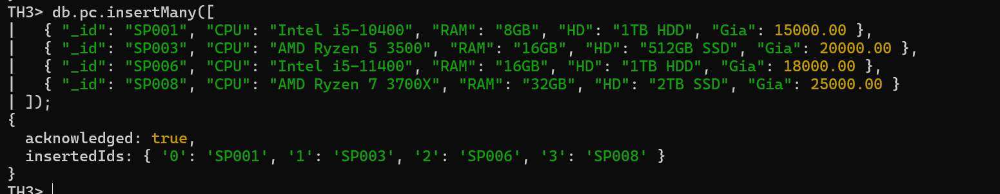 TH3> db.pc.insertMany([
|   { "_id": "SP001", "CPU": "Intel i5-10400", "RAM": "8GB", "HD": "1TB HDD", "Gia": 15000.00 },
|   { "_id": "SP003", "CPU": "AMD Ryzen 5 3500", "RAM": "16GB", "HD": "512GB SSD", "Gia": 20000.00 },
|   { "_id": "SP006", "CPU": "Intel i5-11400", "RAM": "16GB", "HD": "1TB HDD", "Gia": 18000.00 },
|   { "_id": "SP008", "CPU": "AMD Ryzen 7 3700X", "RAM": "32GB", "HD": "2TB SSD", "Gia": 25000.00 }
| ]);
{
  acknowledged: true,
  insertedIds: { '0': 'SP001', '1': 'SP003', '2': 'SP006', '3': 'SP008' }
}
TH3>